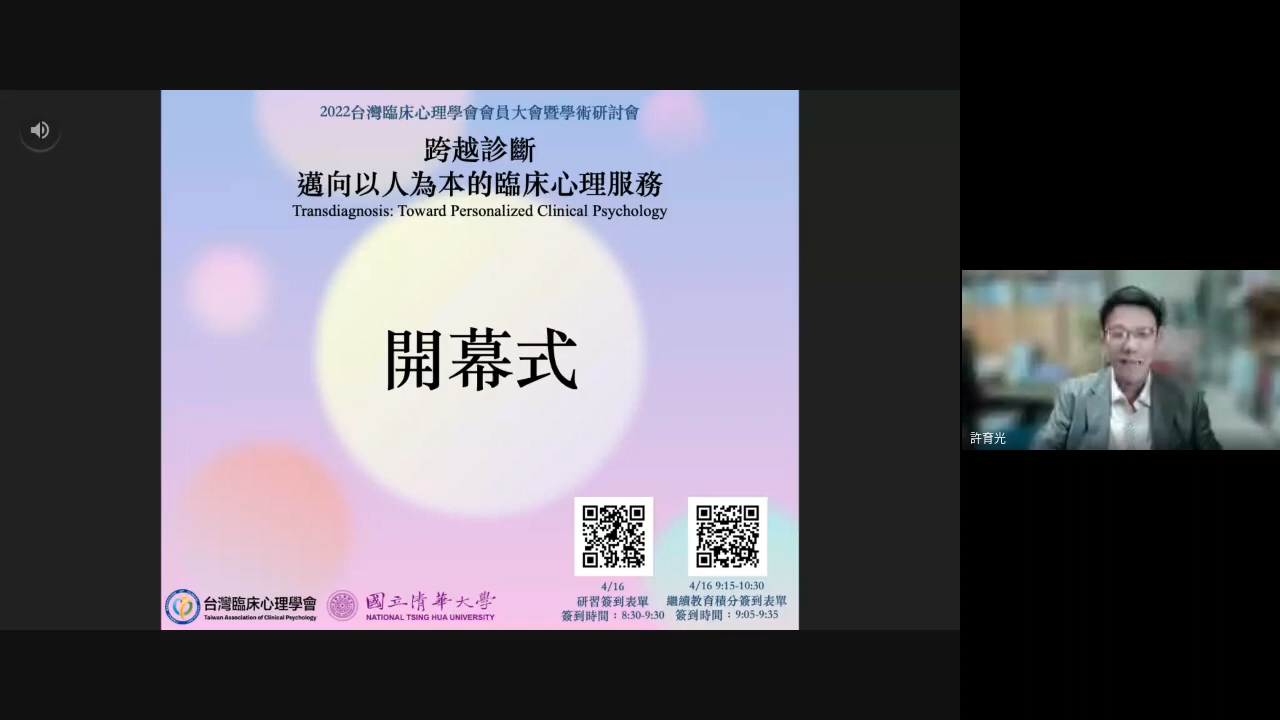 2022台灣臨床心理學會會員大會暨學術研討會
跨越診斷
邁向以人為本的臨床心理服務
Transdiagnosis: Toward Personalized Clinical Psychology
開幕式
4/16
研習簽到表單
簽到時間：8:30-9:30
4/16 9:15-10:30
繼續教育積分簽到表單
簽到時間：9:05-9:35
台灣臨床心理學會
Taiwan Association of Clinical Psychology
國立清華大學
NATIONAL TSING HUA UNIVERSITY
許育光